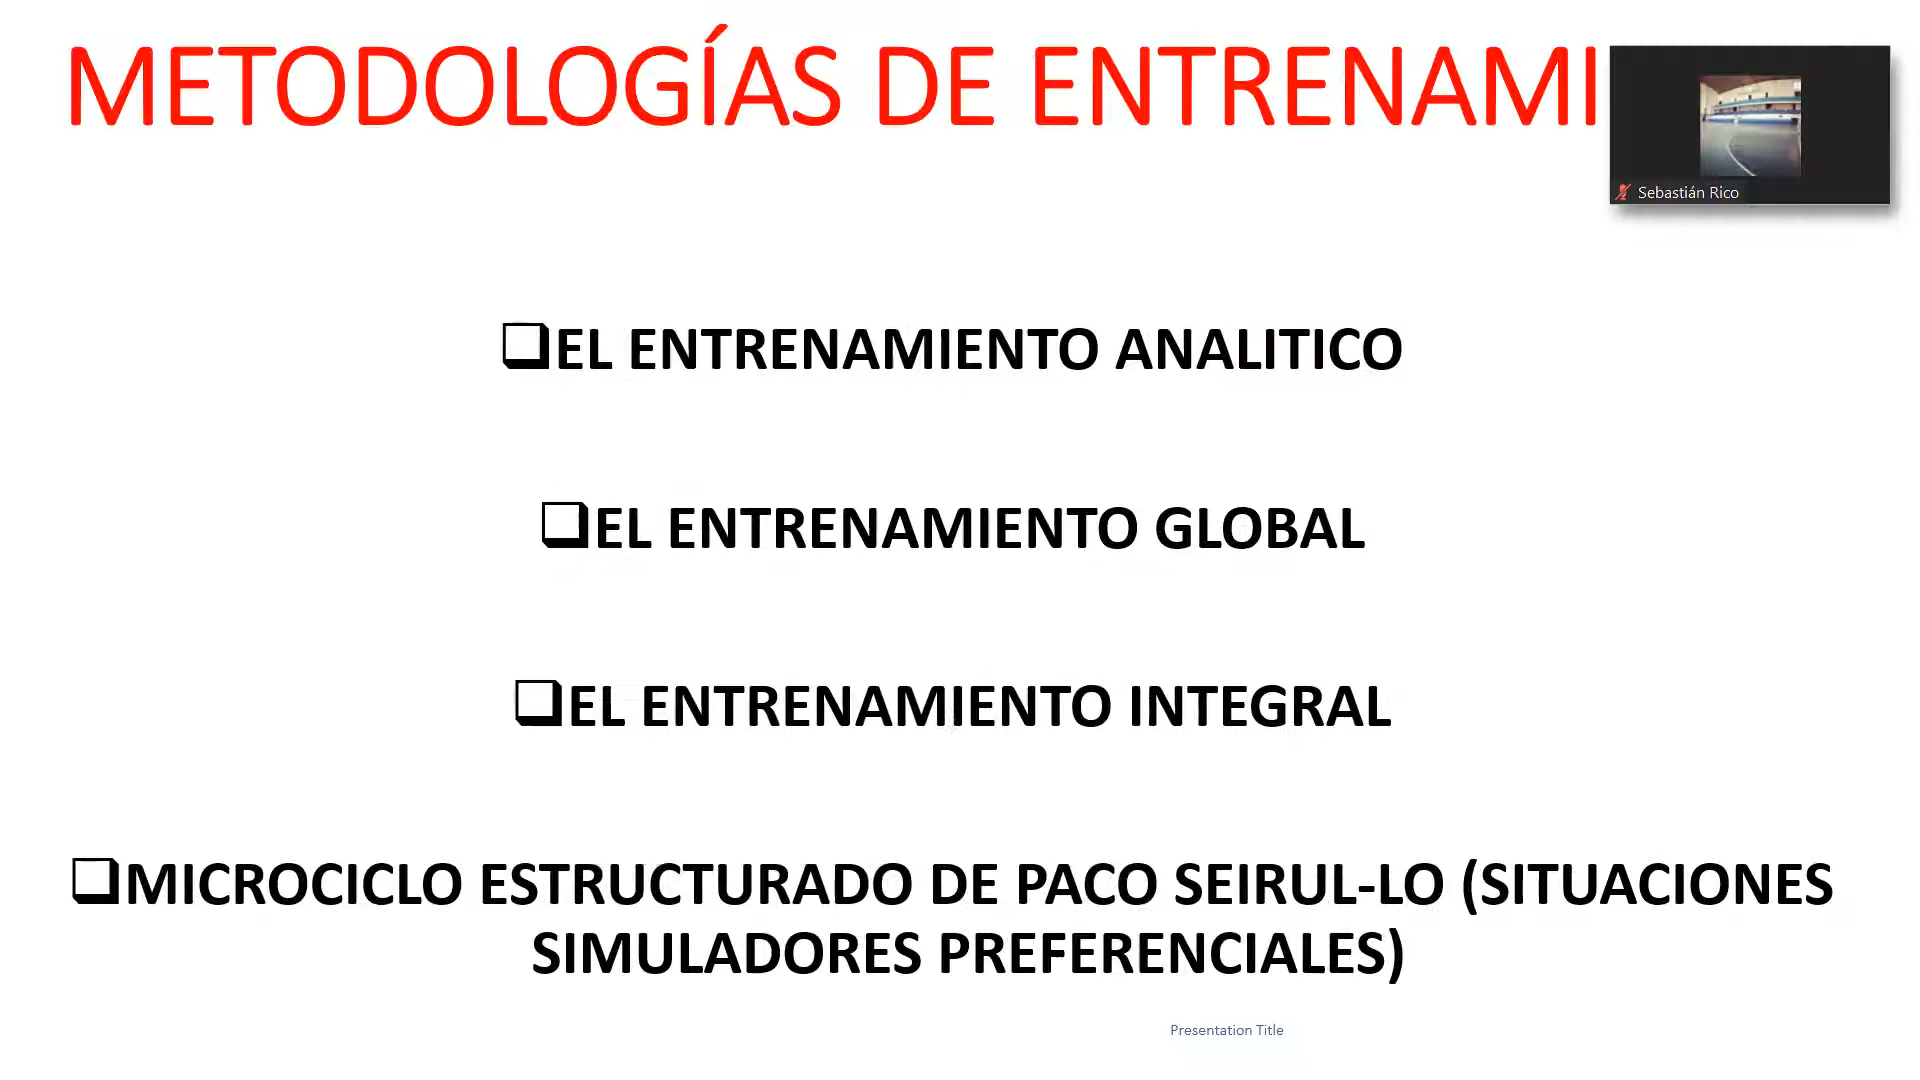 METODOLOGÍAS DE ENTRENAMI
Sebastián Rico
❑EL ENTRENAMIENTO ANALITICO
❑EL ENTRENAMIENTO GLOBAL
❑EL ENTRENAMIENTO INTEGRAL
❑MICROCICLO ESTRUCTURADO DE PACO SEIRUL-LO (SITUACIONES
SIMULADORES PREFERENCIALES)
Presentation Title